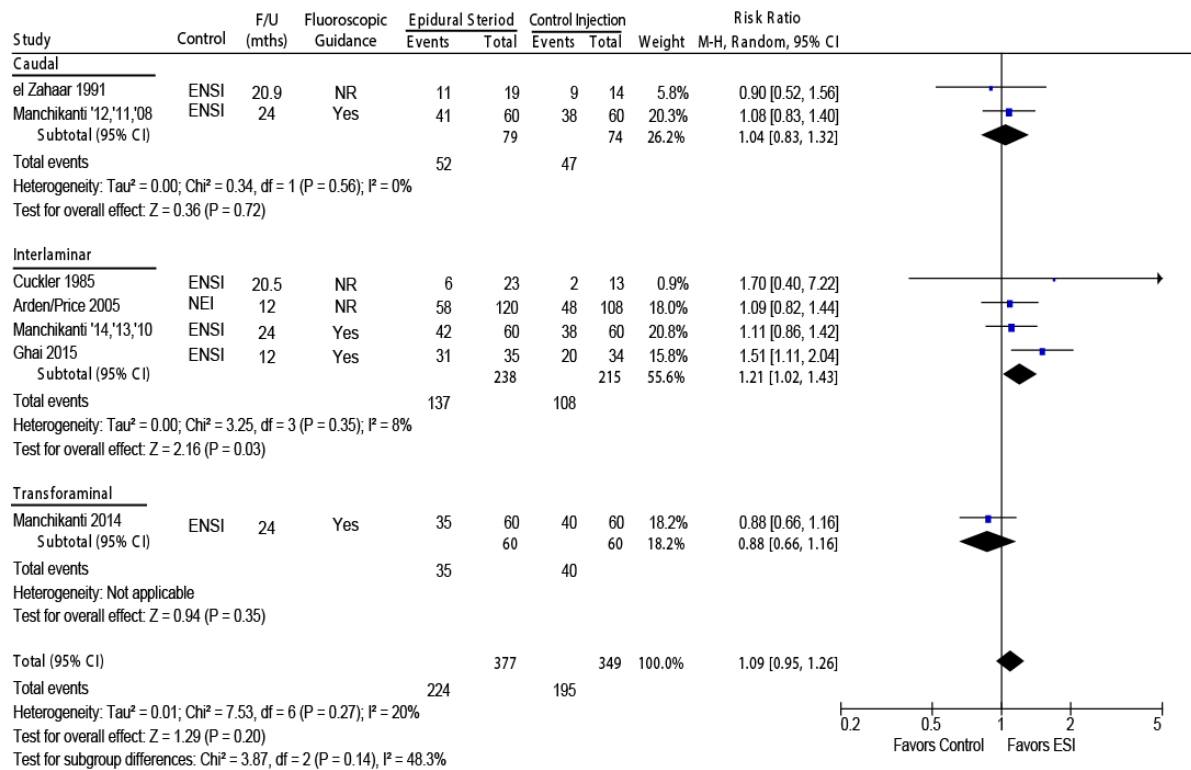 F/U Fluoroscopic Epidural Steriod Control Injection Risk Ratio
Study Control (mths) Guidance Events Total Events Total Weight M-H, Random, 95% CI
Caudal
el Zahaar 1991 ENSI 20.9 NR 11 19 9 14 5.8% 0.90 [0.52, 1.56]
Manchikanti '12,'11,'08 ENSI 24 Yes 41 60 38 60 20.3% 1.08 [0.83, 1.40]
Subtotal (95% CI) 79 74 26.2% 1.04 [0.83, 1.32]
Total events 52 47
Heterogeneity: Tau² = 0.00; Chi² = 0.34, df = 1 (P = 0.56); I² = 0%
Test for overall effect: Z = 0.36 (P = 0.72)
Interlaminar
Cuckler 1985 ENSI 20.5 NR 6 23 2 13 0.9% 1.70 [0.40, 7.22]
Arden/Price 2005 NEI 12 NR 58 120 48 108 18.0% 1.09 [0.82, 1.44]
Manchikanti '14,'13,'10 ENSI 24 Yes 42 60 38 60 20.8% 1.11 [0.86, 1.42]
Ghai 2015 ENSI 12 Yes 31 35 20 34 15.8% 1.51 [1.11, 2.04]
Subtotal (95% CI) 238 215 55.6% 1.21 [1.02, 1.43]
Total events 137 108
Heterogeneity: Tau² = 0.00; Chi² = 3.25, df = 3 (P = 0.35); I² = 8%
Test for overall effect: Z = 2.16 (P = 0.03)
Transforaminal
Manchikanti 2014 ENSI 24 Yes 35 60 40 60 18.2% 0.88 [0.66, 1.16]
Subtotal (95% CI) 60 60 18.2% 0.88 [0.66, 1.16]
Total events 35 40
Heterogeneity: Not applicable
Test for overall effect: Z = 0.94 (P = 0.35)
Total (95% CI) 377 349 100.0% 1.09 [0.95, 1.26]
Total events 224 195
Heterogeneity: Tau² = 0.01; Chi² = 7.53, df = 6 (P = 0.27); I² = 20%
Test for overall effect: Z = 1.29 (P = 0.20)
Test for subgroup differences: Chi² = 3.87, df = 2 (P = 0.14), I² = 48.3%
0.2 0.5 1 2 5
Favors Control Favors ESI